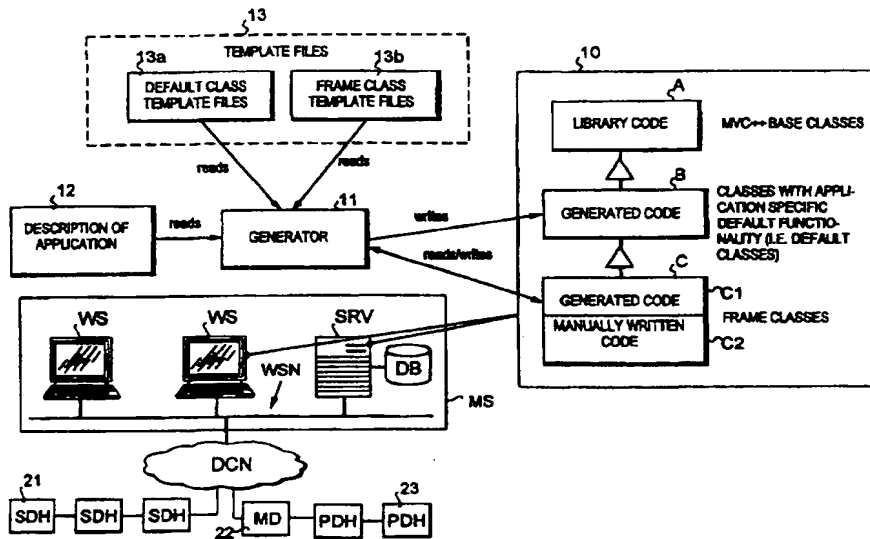 13
TEMPLATE FILES
13a
DEFAULT CLASS
TEMPLATE FILES
13b
FRAME CLASS
TEMPLATE FILES
reads
reads
12
DESCRIPTION OF
APPLICATION
reads
11
GENERATOR
writes
reads/writes
10
A
LIBRARY CODE
MVC++ BASE CLASSES
B
GENERATED CODE
CLASSES WITH APPLI-
CATION SPECIFIC
DEFAULT FUNCTIO-
NALITY (I.E. DEFAULT
CLASSES)
C
GENERATED CODE
C1
MANUALLY WRITTEN
CODE
FRAME CLASSES
C2
WS
WS
SRV
DB
WSN
MS
DCN
21
SDH
SDH
SDH
22
MD
PDH
23
PDH